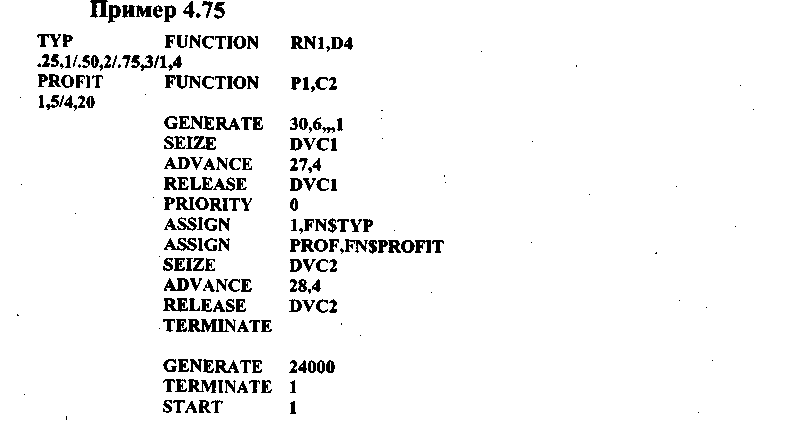 Пример 4.75
TYP FUNCTION RN1,D4
.25,1/.50,2/.75,3/1,4
PROFIT FUNCTION P1,C2
1,5/4,20
GENERATE 30,6,,,1
SEIZE DVC1
ADVANCE 27,4
RELEASE DVC1
PRIORITY 0
ASSIGN 1,FN$TYP
ASSIGN PROF,FN$PROFIT
SEIZE DVC2
ADVANCE 28,4
RELEASE DVC2
TERMINATE
GENERATE 24000
TERMINATE 1
START 1